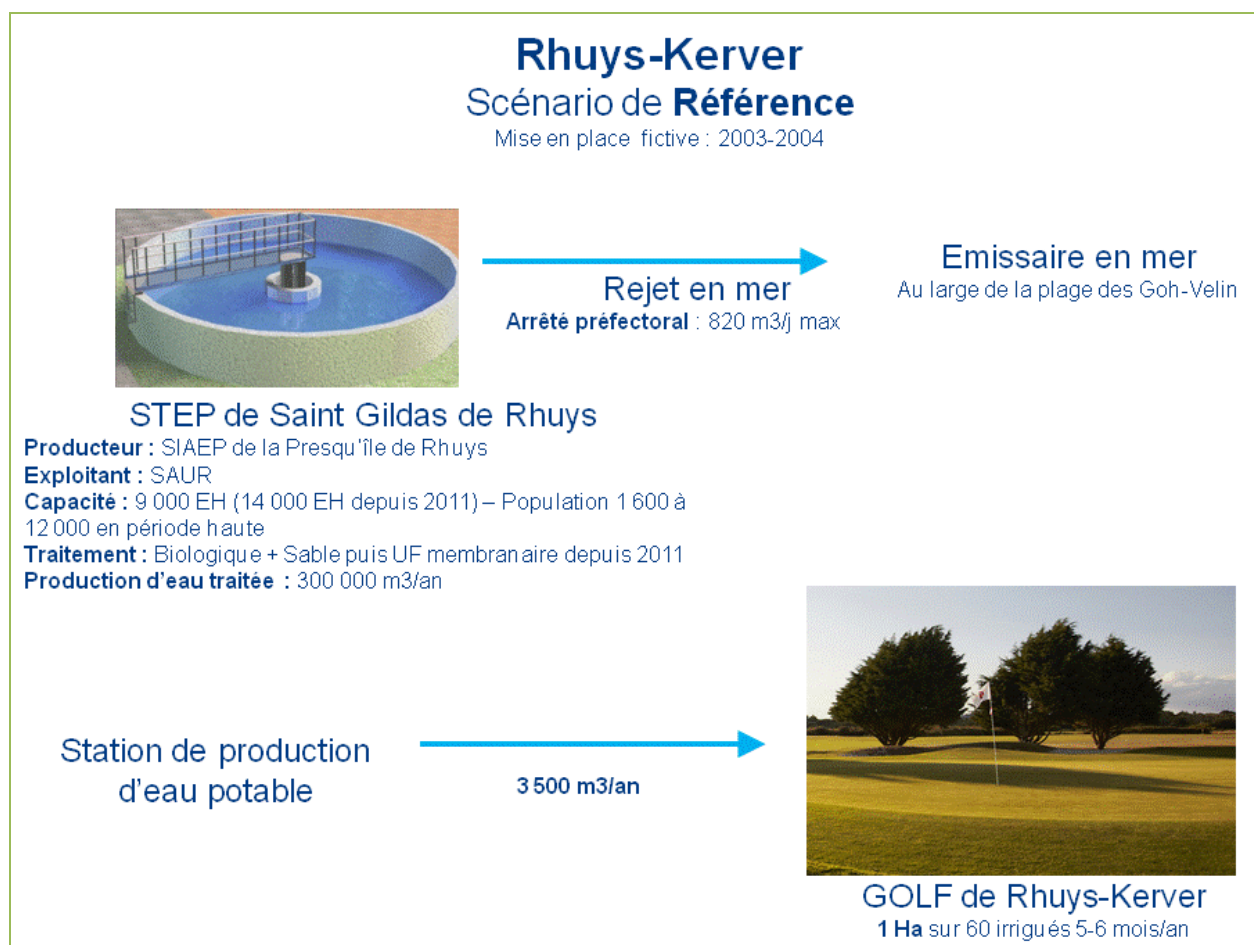 Rhuys-Kerver
Scénario de Référence
Mise en place fictive : 2003-2004
Rejet en mer
Arrêté préfectoral : 820 m3/j max
Emissaire en mer
Au large de la plage des Goh-Velin
STEP de Saint Gildas de Rhuys
Producteur : SIAEP de la Presqu'île de Rhuys
Exploitant : SAUR
Capacité : 9 000 EH (14 000 EH depuis 2011) – Population 1 600 à
12 000 en période haute
Traitement : Biologique + Sable puis UF membranaire depuis 2011
Production d'eau traitée : 300 000 m3/an
Station de production
d'eau potable
3 500 m3/an
GOLF de Rhuys-Kerver
1 Ha sur 60 irrigués 5-6 mois/an